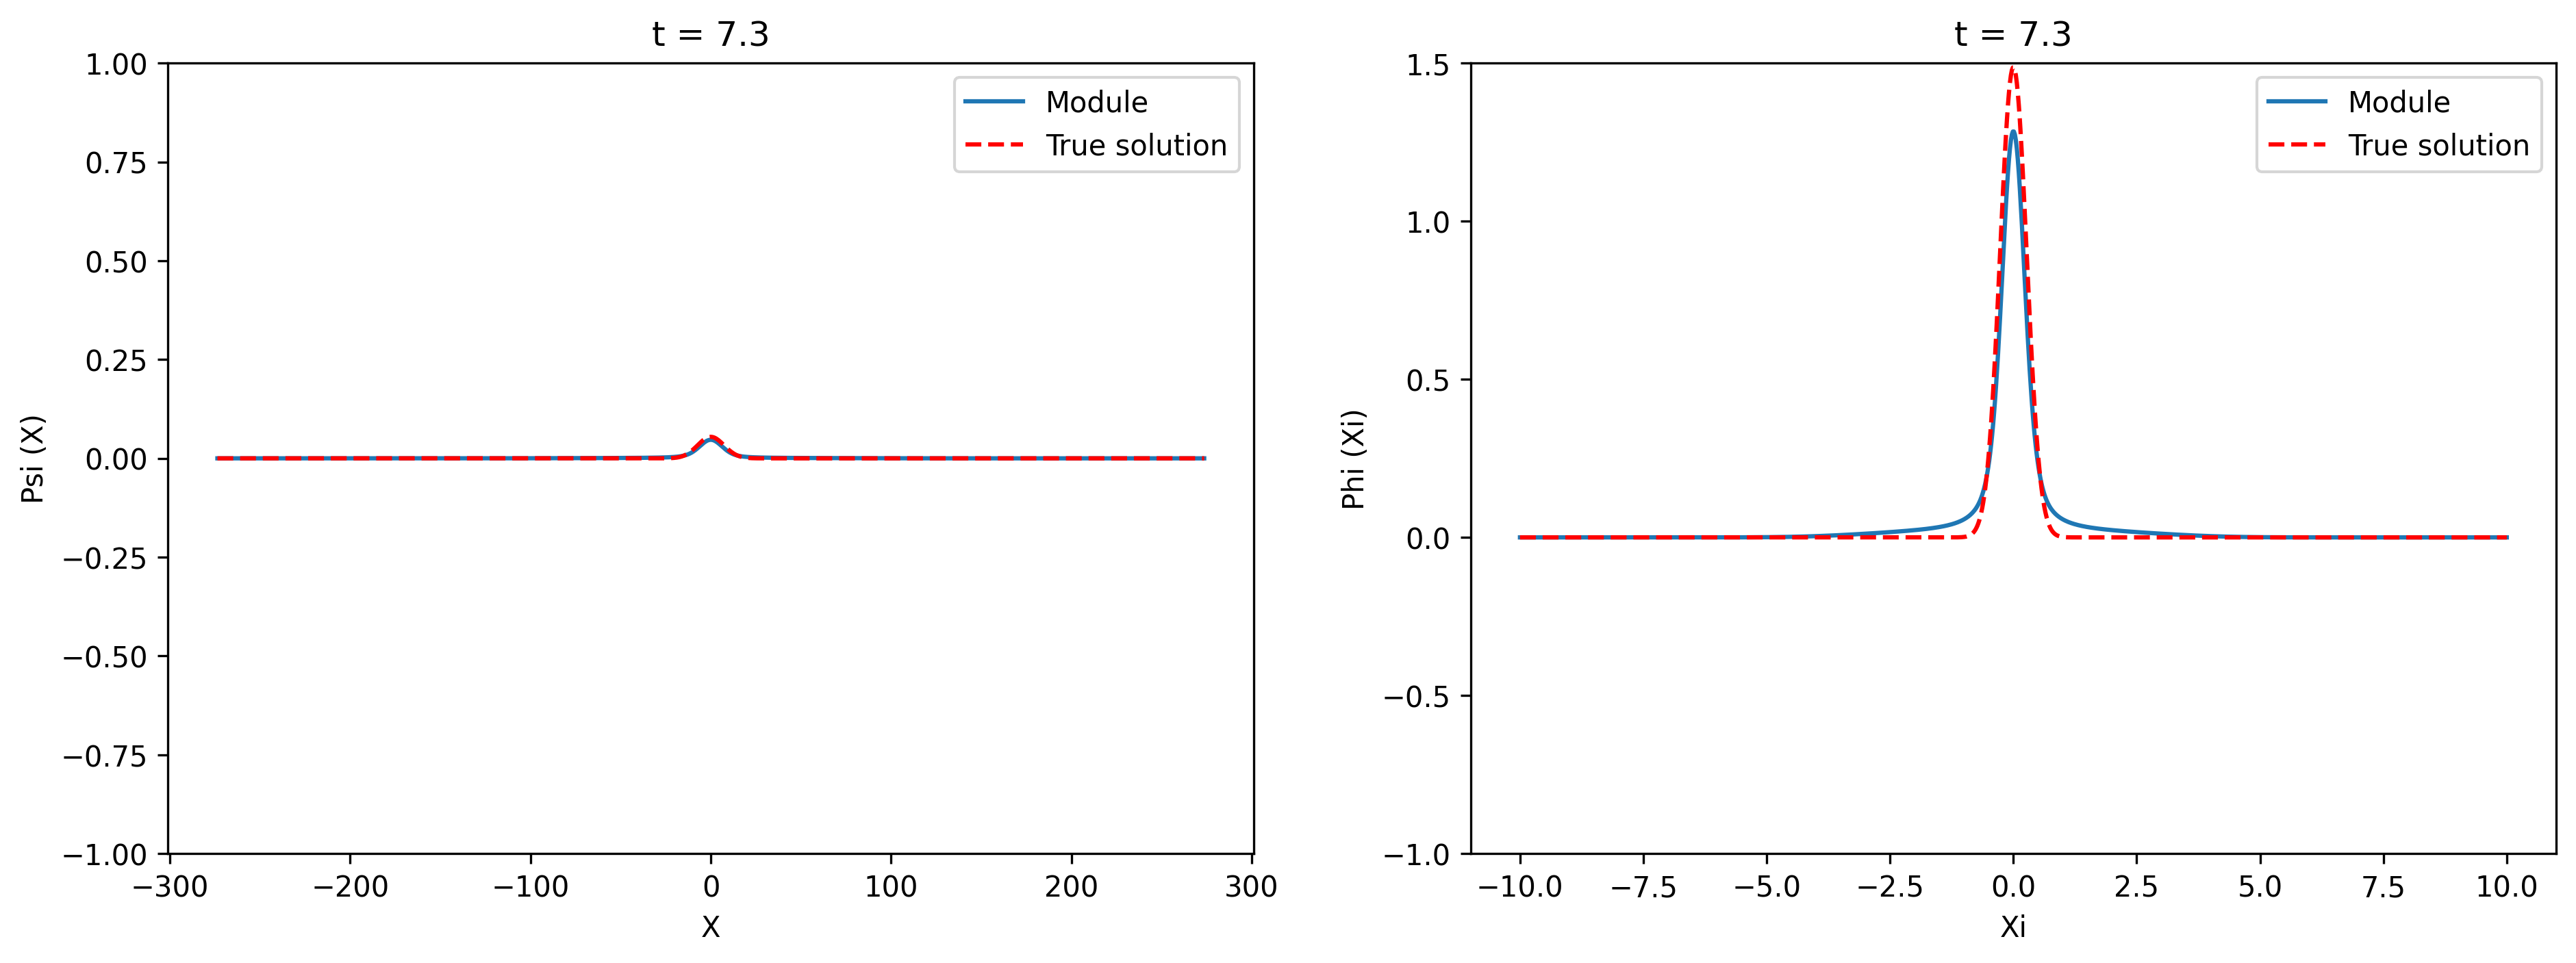 t = 7.3
1.00
0.75
0.50
0.25
0.00
−0.25
−0.50
−0.75
−1.00
Psi (X)
Module
True solution
−300 −200 −100 0 100 200 300
X
t = 7.3
1.5
1.0
0.5
0.0
−0.5
−1.0
Phi (Xi)
Module
True solution
−10.0 −7.5 −5.0 −2.5 0.0 2.5 5.0 7.5 10.0
Xi